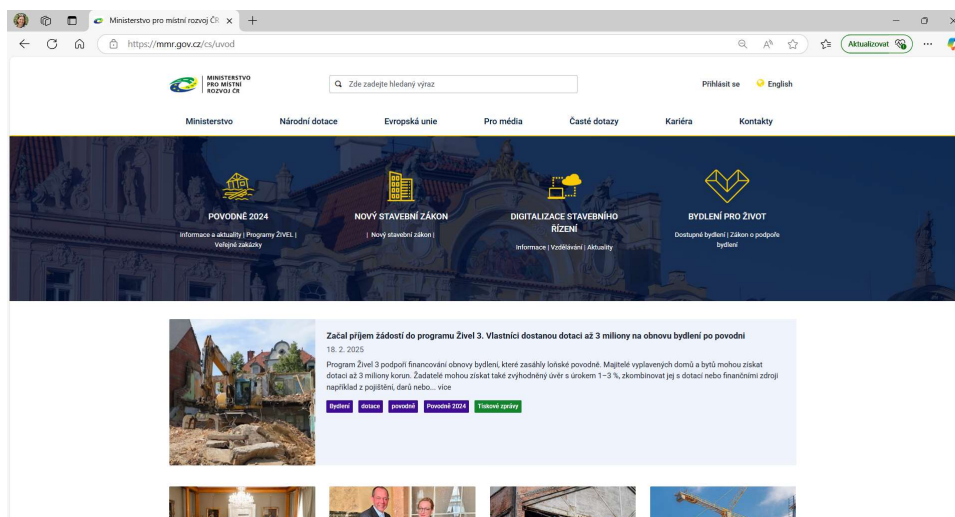 Ministerstvo pro místní rozvoj ČR
https://mmr.gov.cz/cs/uvod
Aktualizovat
MINISTERSTVO
PRO MÍSTNÍ
ROZVOJ ČR
Zde zadejte hledaný výraz
Přihlásit se
English
Ministerstvo Národní dotace Evropská unie Pro média Časté dotazy Kariéra Kontakty
POVODNĚ 2024
Informace a aktuality | Programy ŽIVEL |
Veřejné zakázky
NOVÝ STAVEBNÍ ZÁKON
| Nový stavební zákon |
DIGITALIZACE STAVEBNÍHO
ŘÍZENÍ
Informace | Vzdělávání | Aktuality
BYDLENÍ PRO ŽIVOT
Dostupné bydlení | Zákon o podpoře
bydlení
Začal příjem žádostí do programu Živel 3. Vlastníci dostanou dotaci až 3 miliony na obnovu bydlení po povodni
18. 2. 2025
Program Živel 3 podpoří financování obnovy bydlení, které zasáhly loňské povodně. Majitelé vyplavených domů a bytů mohou získat
dotaci až 3 miliony korun. Žadatelé mohou získat také zvýhodněný úvěr s úrokem 1–3 %, zkombinovat jej s dotací nebo finančními zdroji
například z pojištění, darů nebo... více
Bydlení dotace povodně Povodně 2024 Tiskové zprávy